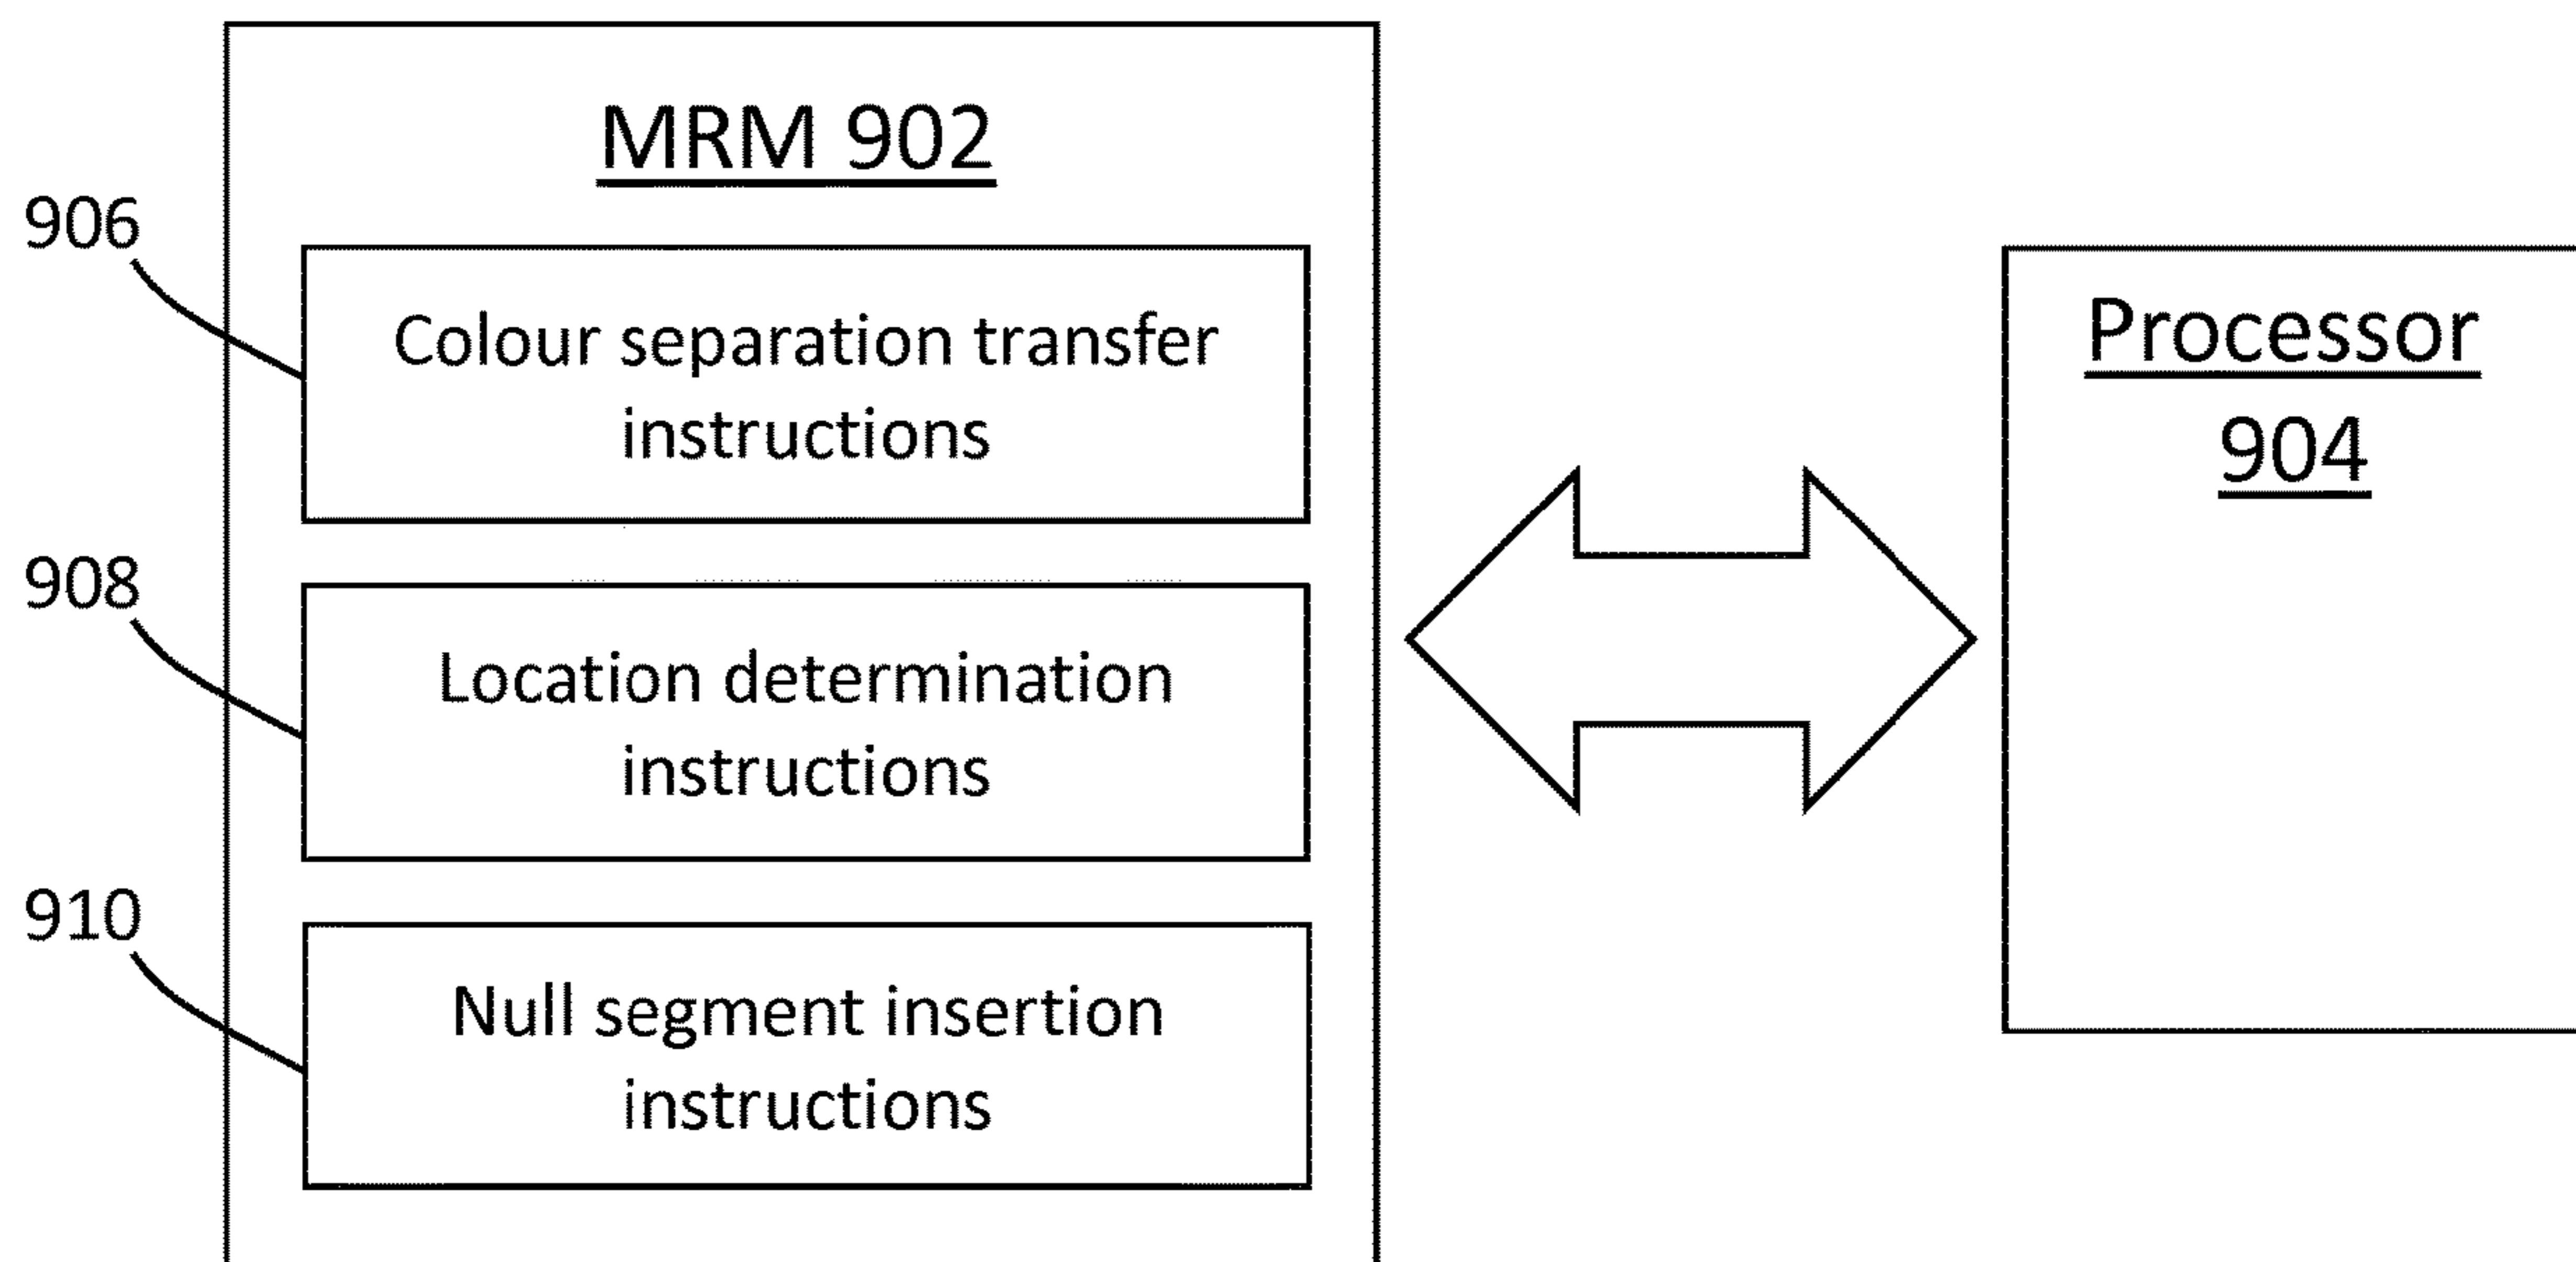 MRM 902
906
Colour separation transfer
instructions
908
Location determination
instructions
910
Null segment insertion
instructions
Processor
904